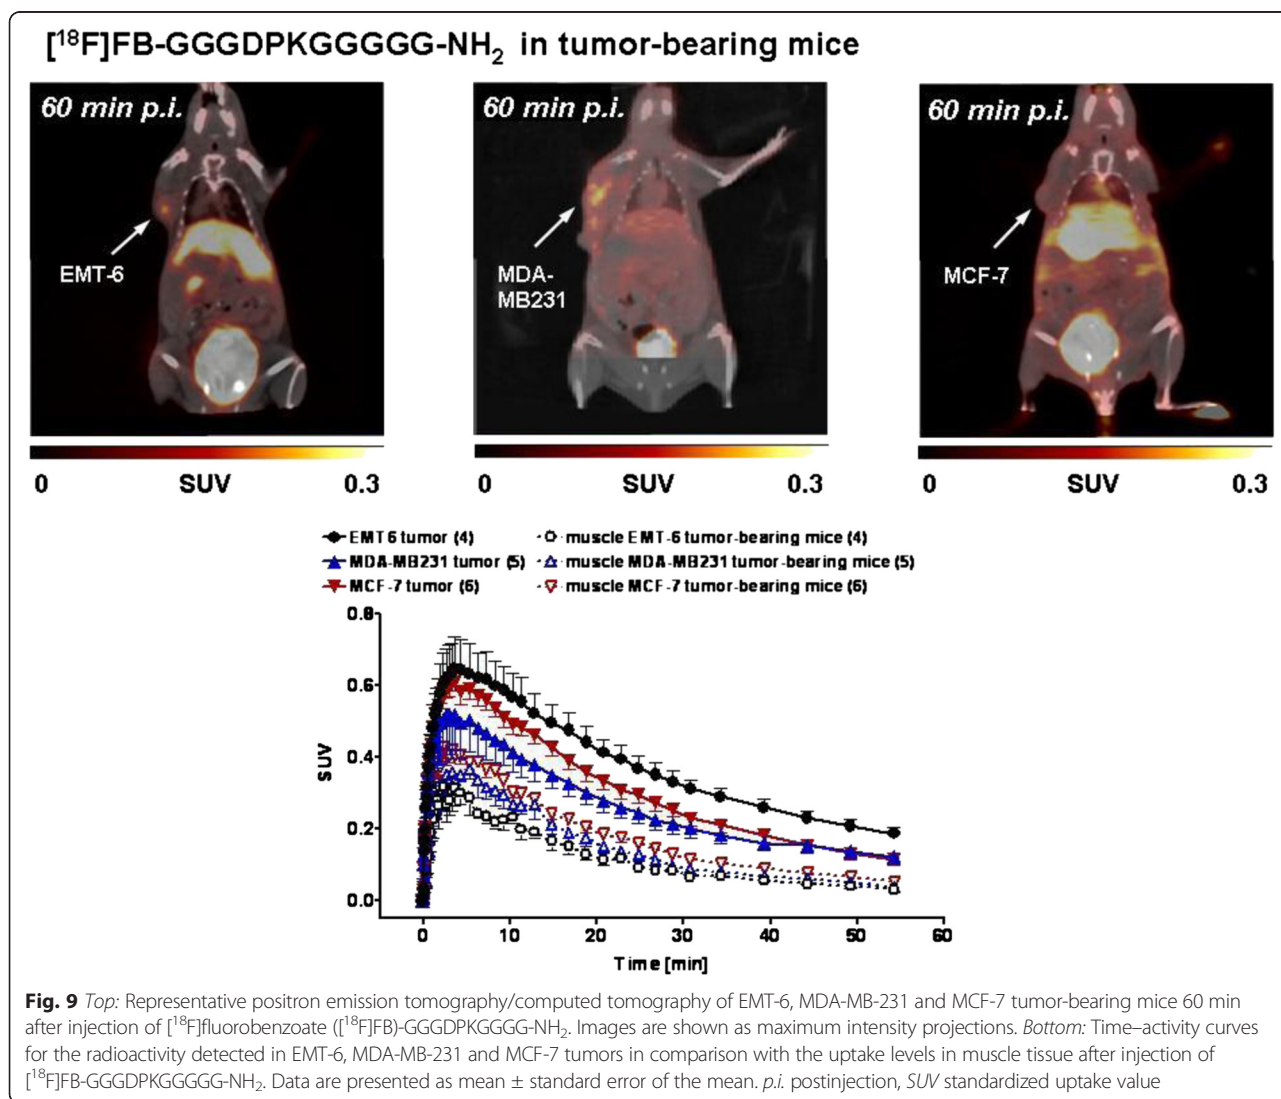 [¹⁸F]FB-GGGDPKGGGGG-NH₂ in tumor-bearing mice
60 min p.i.
EMT-6
0 SUV 0.3
60 min p.i.
MDA-
MB231
0 SUV 0.3
60 min p.i.
MCF-7
0 SUV 0.3
EMT6 tumor (4)
muscle EMT-6 tumor-bearing mice (4)
MDA-MB231 tumor (5)
muscle MDA-MB231 tumor-bearing mice (5)
MCF-7 tumor (6)
muscle MCF-7 tumor-bearing mice (6)
0.8
0.6
0.4
0.2
0.0
SUV
0 10 20 30 40 50 60
Time [min]
Fig. 9 Top: Representative positron emission tomography/computed tomography of EMT-6, MDA-MB-231 and MCF-7 tumor-bearing mice 60 min
after injection of [¹⁸F]fluorobenzoate ([¹⁸F]FB)-GGGDPKGGGG-NH₂. Images are shown as maximum intensity projections. Bottom: Time–activity curves
for the radioactivity detected in EMT-6, MDA-MB-231 and MCF-7 tumors in comparison with the uptake levels in muscle tissue after injection of
[¹⁸F]FB-GGGDPKGGGGG-NH₂. Data are presented as mean ± standard error of the mean. p.i. postinjection, SUV standardized uptake value